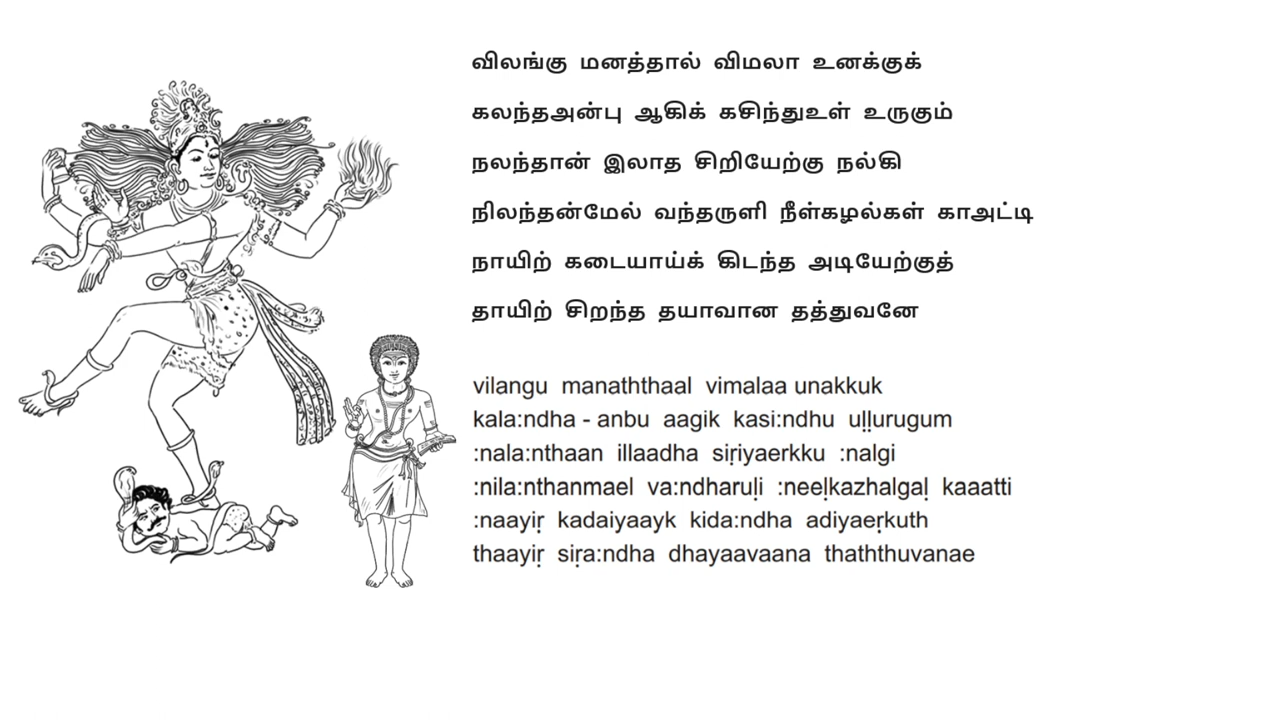 விலங்கு மனத்தால் விமலா உனக்குக்
கலந்தஅன்பு ஆகிக் கசிந்துஉள் உருகும்
நலந்தான் இலாத சிறியேற்கு நல்கி
நிலந்தன்மேல் வந்தருளி நீள்கழல்கள் காஅட்டி
நாயிற் கடையாய்க் கிடந்த அடியேற்குத்
தாயிற் சிறந்த தயாவான தத்துவனே
vilangu manaththaal vimalaa unakkuk
kala:ndha - anbu aagik kasi:ndhu uḷḷurugum
:nala:nthaan illaadha siṛiyaerkku :nalgi
:nila:nthanmael va:ndharuḷi :neeḷkazhalgaḷ kaaatti
:naayiṛ kadaiyaayk kida:ndha adiyaeṛkuth
thaayiṛ siṛa:ndha dhayaavaana thaththuvanae